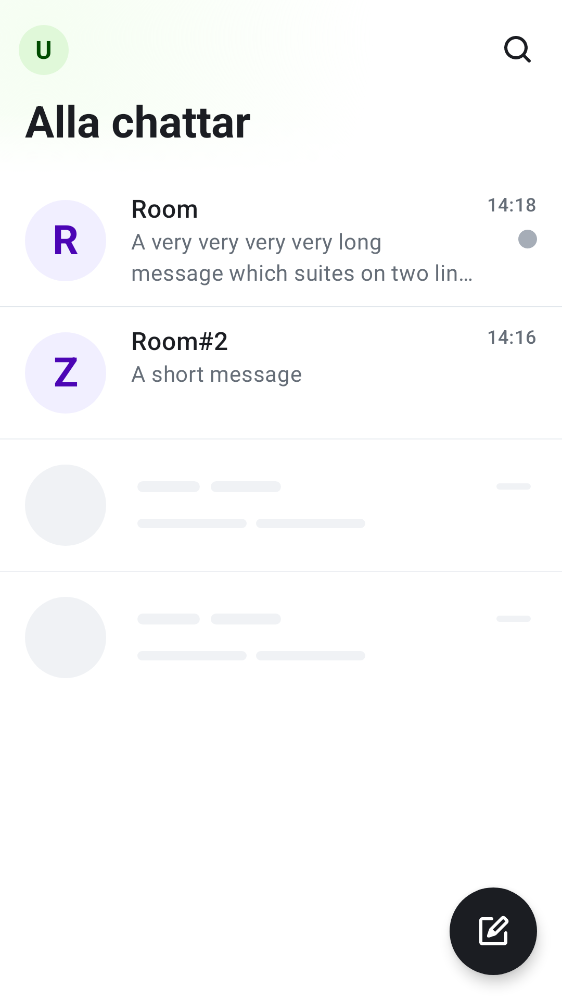 U
Alla chattar
R
Room
14:18
A very very very very long
message which suites on two lin…
Z
Room#2
14:16
A short message